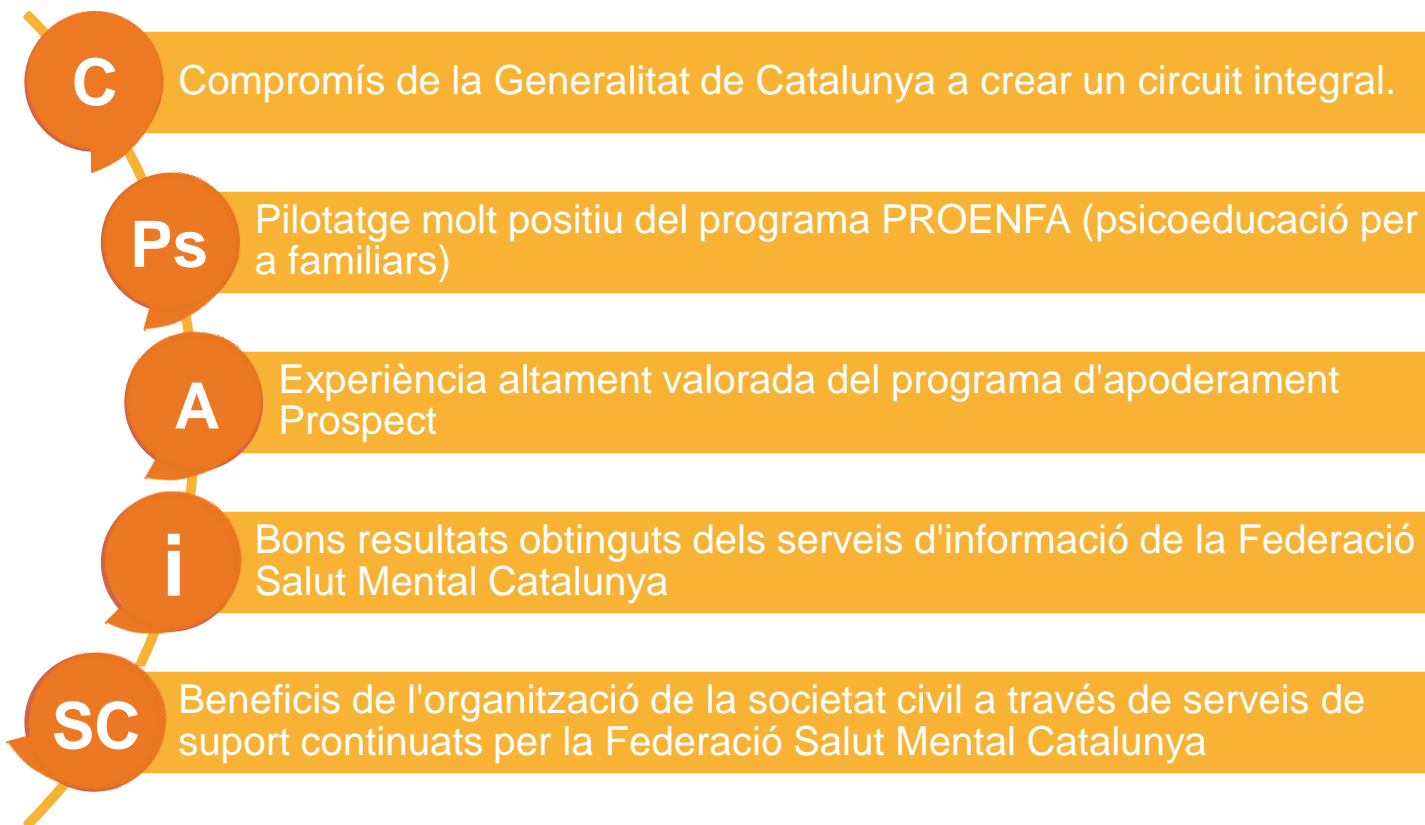 C
Compromís de la Generalitat de Catalunya a crear un circuit integral.
Ps
Pilotatge molt positiu del programa PROENFA (psicoeducació per
a familiars)
A
Experiència altament valorada del programa d'apoderament
Prospect
i
Bons resultats obtinguts dels serveis d'informació de la Federació
Salut Mental Catalunya
SC
Beneficis de l'organització de la societat civil a través de serveis de
suport continuats per la Federació Salut Mental Catalunya